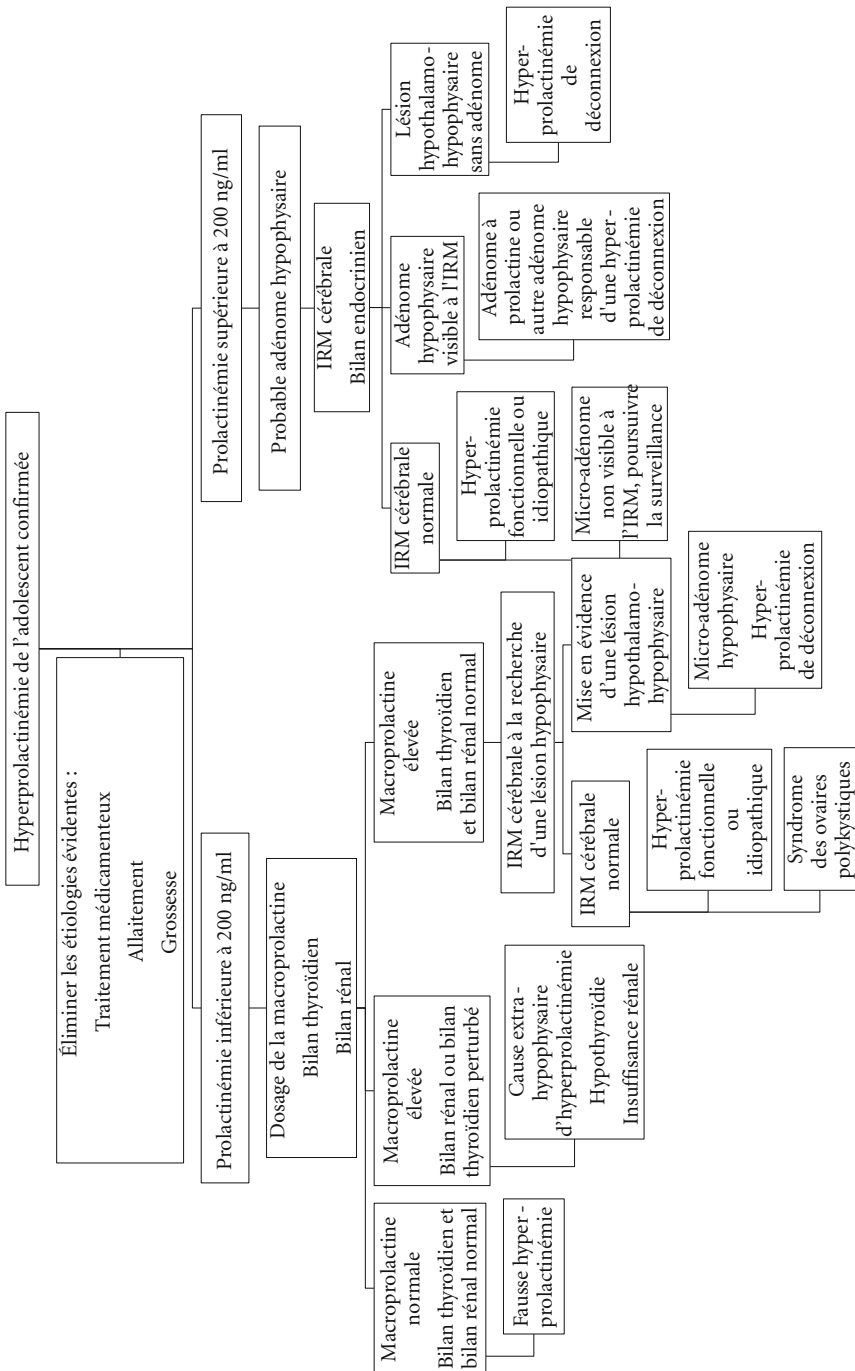 Hyperprolactinémie de l'adolescent confirmée
Éliminer les étiologies évidentes :
Traitement médicamenteux
Allaitement
Grossesse
Prolactinémie inférieure à 200 ng/ml
Dosage de la macroprolactine
Bilan thyroïdien
Bilan rénal
Macroprolactine
normale
Bilan thyroïdien et
bilan rénal normal
Fausse hyper-
prolactinémie
Macroprolactine
élevée
Bilan rénal ou bilan
thyroïdien perturbé
Cause extra-
hypophysaire
d'hyperprolactinémie
Hypothyroïdie
Insuffisance rénale
Macroprolactine
élevée
Bilan thyroïdien
et bilan rénal normal
IRM cérébrale à la recherche
d'une lésion hypophysaire
IRM cérébrale
normale
Hyper-
prolactinémie
fonctionnelle
ou
idiopathique
Syndrome
des ovaires
polykystiques
Mise en évidence
d'une lésion
hypothalamo-
hypophysaire
Micro-adénome
hypophysaire
Hyper-
prolactinémie
de déconnexion
Prolactinémie supérieure à 200 ng/ml
Probable adénome hypophysaire
IRM cérébrale
Bilan endocrinien
IRM cérébrale
normale
Hyper-
prolactinémie
fonctionnelle ou
idiopathique
Micro-adénome
non visible à
l'IRM, poursuivre
la surveillance
Adénome
hypophysaire
visible à l'IRM
Adénome à
prolactine ou
autre adénome
hypophysaire
responsable
d'une hyper-
prolactinémie
de déconnexion
Lésion
hypothalamo-
hypophysaire
sans adénome
Hyper-
prolactinémie
de
déconnexion